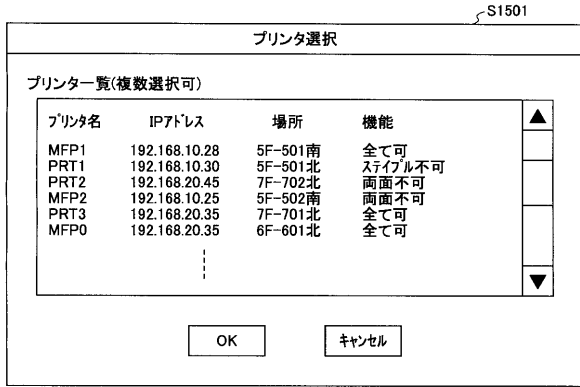 S1501
プリンタ選択
プリンター覧(複数選択可)
プリンタ名 IPアドレス 場所 機能
MFP1 192.168.10.28 5F-501南 全て可
PRT1 192.168.10.30 5F-501北 ステイプル不可
PRT2 192.168.20.45 7F-702北 両面不可
MFP2 192.168.10.25 5F-502南 両面不可
PRT3 192.168.20.35 7F-701北 全て可
MFP0 192.168.20.35 6F-601北 全て可
OK キャンセル